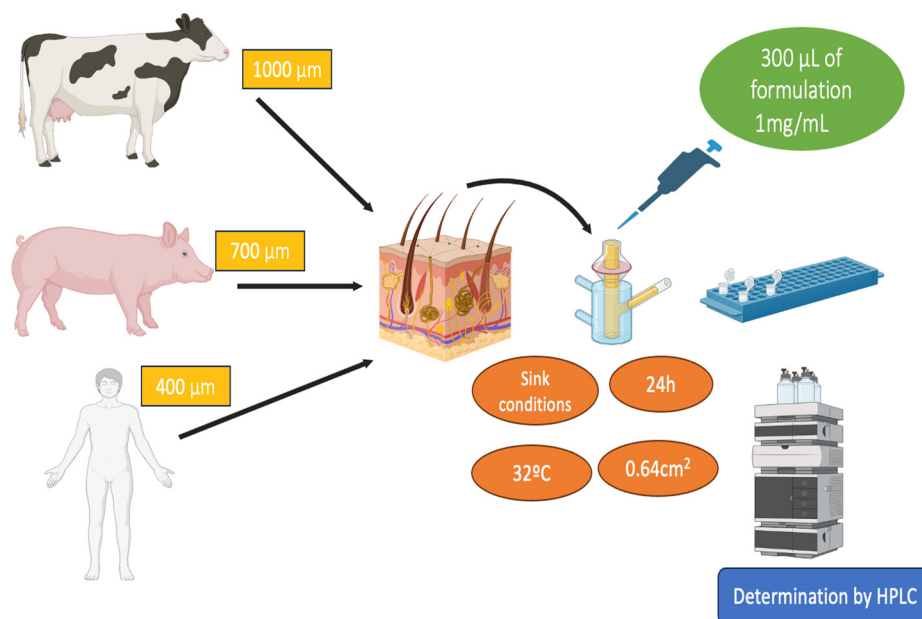 1000 µm
300 µL of
formulation
1mg/mL
700 µm
400 µm
Sink
conditions
24h
32ºC
0.64cm²
Determination by HPLC